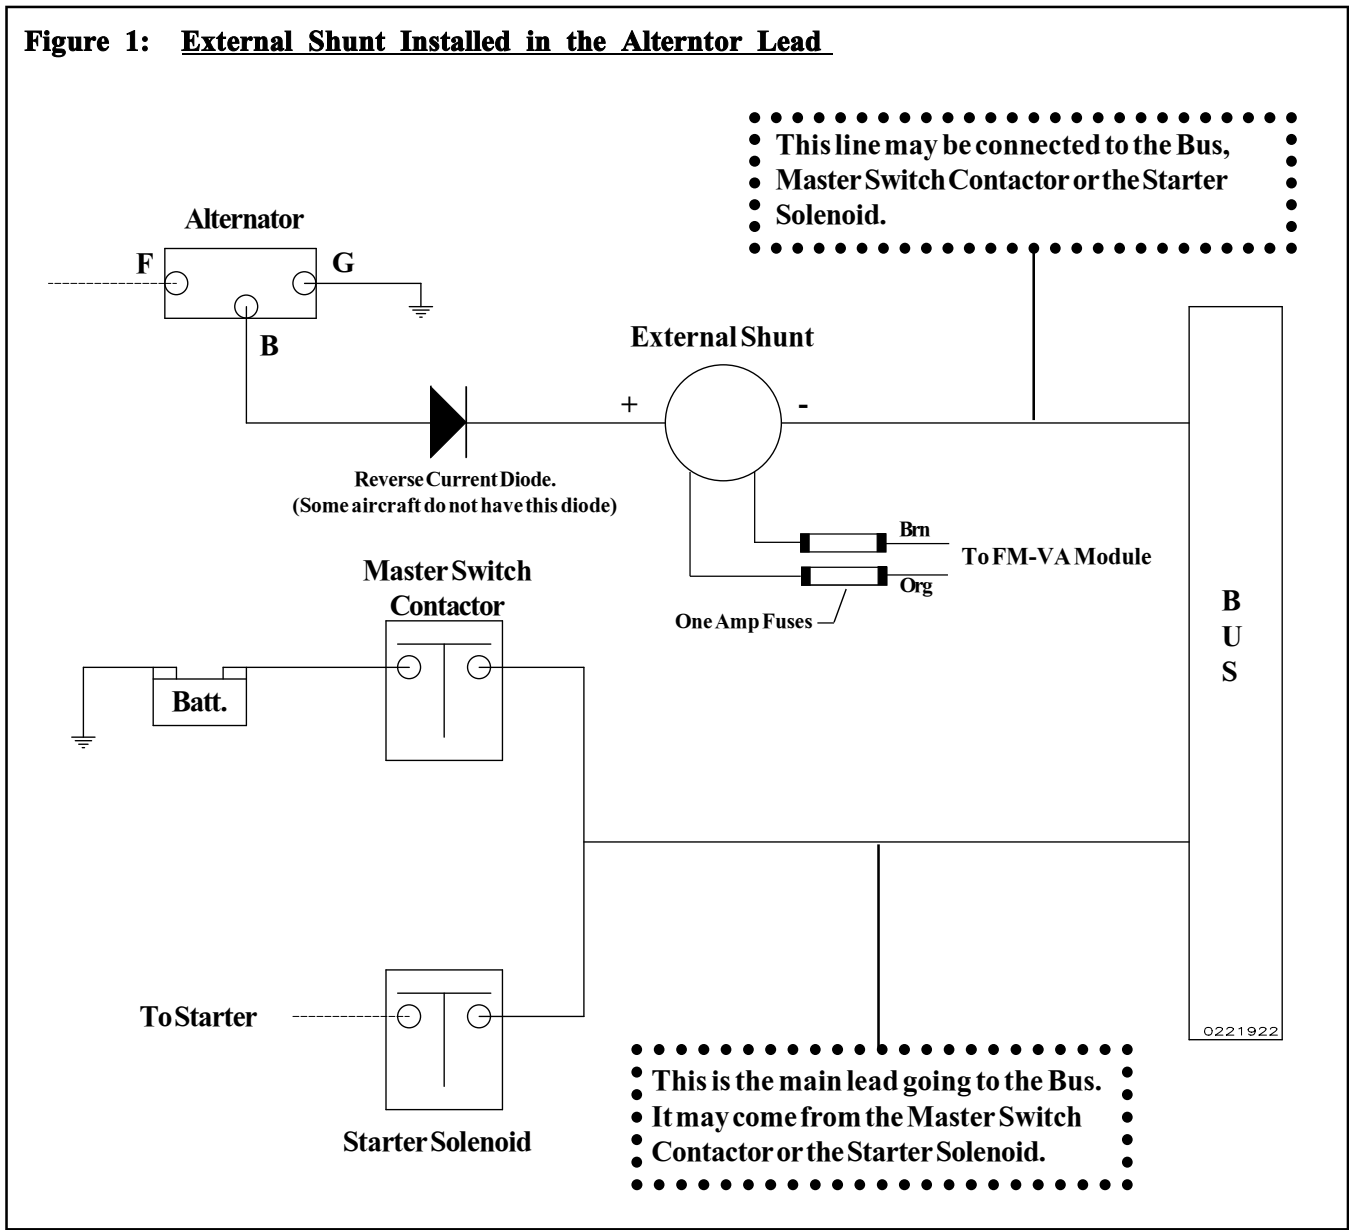 Figure 1: External Shunt Installed in the Alterntor Lead
This line may be connected to the Bus,
Master Switch Contactor or the Starter
Solenoid.
Alternator
F
G
B
External Shunt
+
-
Reverse Current Diode.
(Some aircraft do not have this diode)
Brn
To FM-VA Module
Org
One Amp Fuses
Master Switch
Contactor
Batt.
B
U
S
To Starter
Starter Solenoid
0221922
This is the main lead going to the Bus.
It may come from the Master Switch
Contactor or the Starter Solenoid.